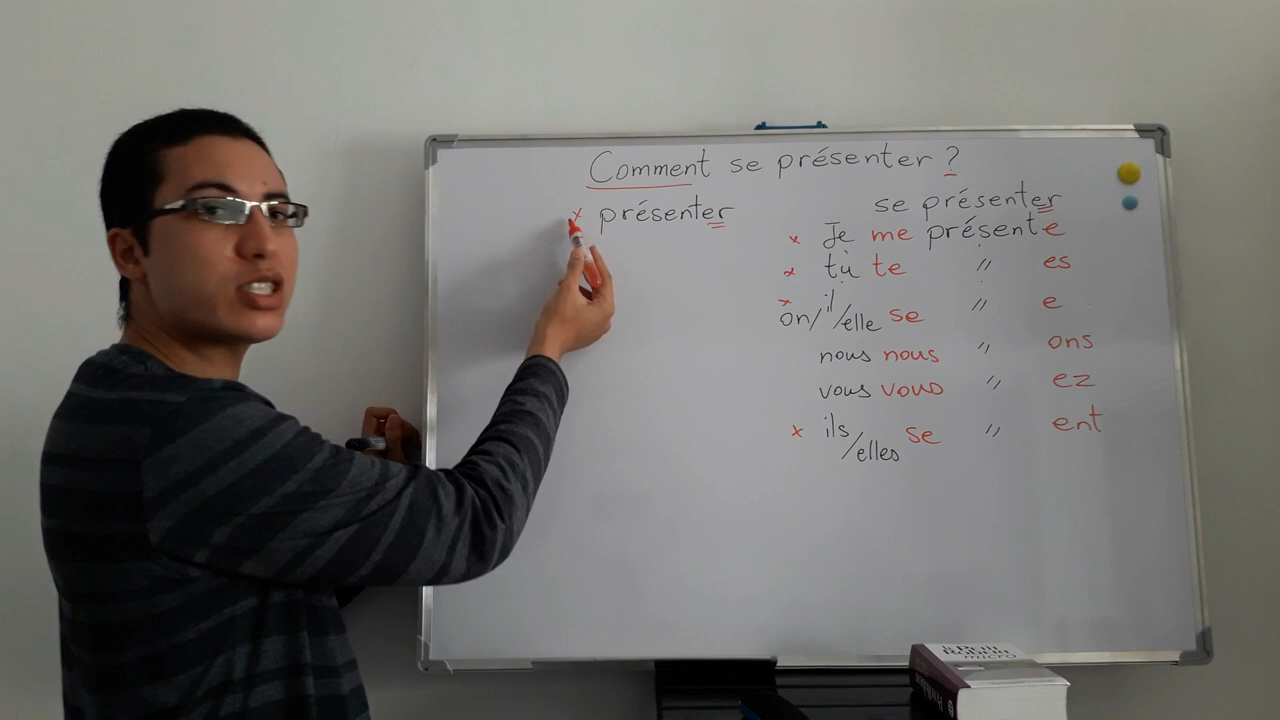 Comment se présenter ?
x présenter
se présenter
x Je me présente
x tu te " es
x on/il/elle se " e
nous nous " ons
vous vous " ez
x ils/elles se " ent
micro